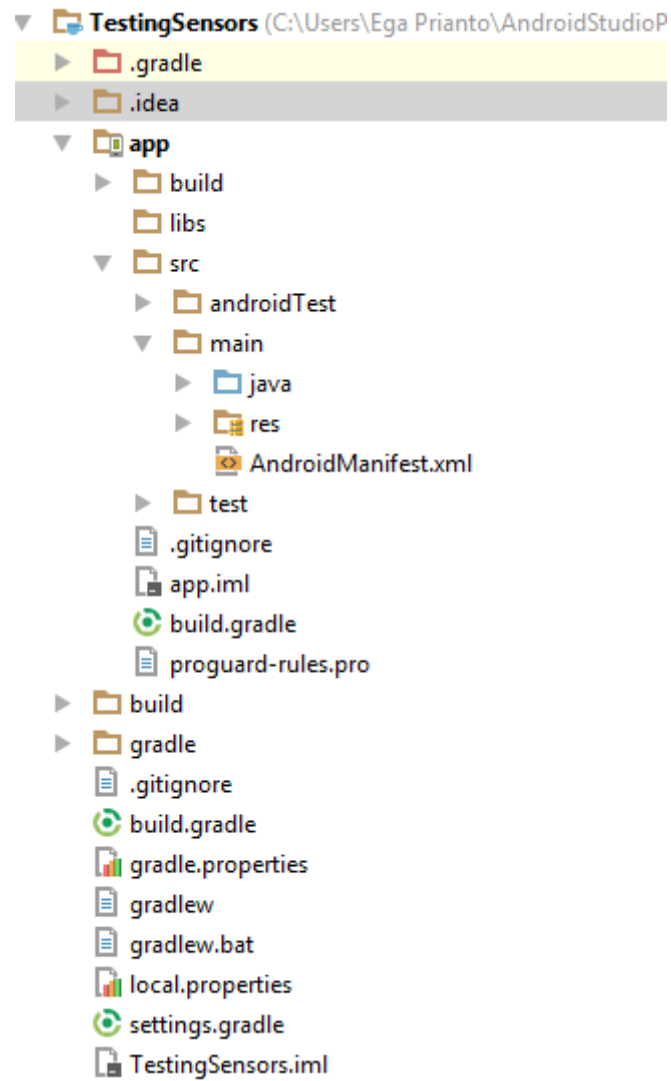 TestingSensors (C:\Users\Ega Prianto\AndroidStudioP
.gradle
.idea
app
build
libs
src
androidTest
main
java
res
AndroidManifest.xml
test
.gitignore
app.iml
build.gradle
proguard-rules.pro
build
gradle
.gitignore
build.gradle
gradle.properties
gradlew
gradlew.bat
local.properties
settings.gradle
TestingSensors.iml